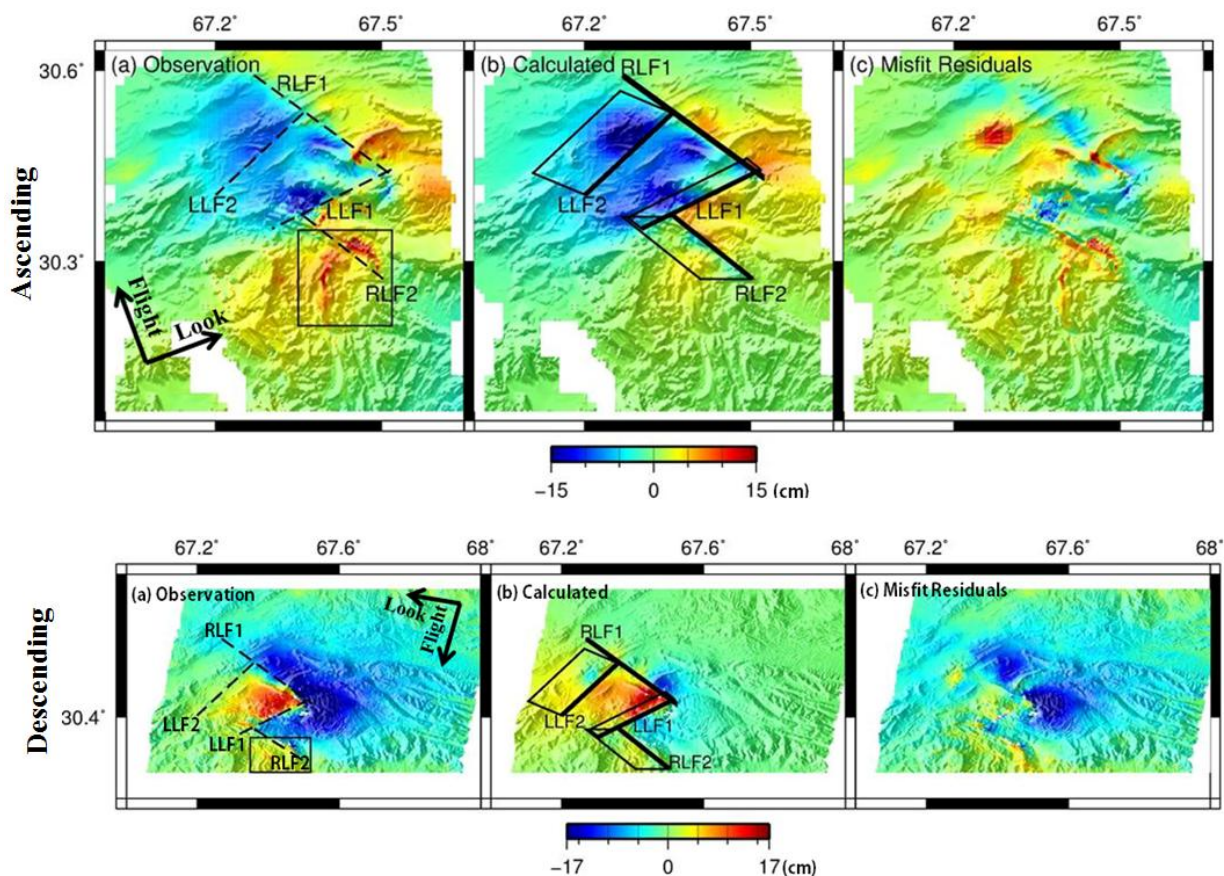 67.2° 67.5° 67.2° 67.5° 67.2° 67.5°
30.6°
(a) Observation
(b) Calculated
(c) Misfit Residuals
RLF1
RLF1
LLF2
LLF1
LLF2
LLF1
30.3°
RLF2
RLF2
Flight
Look
Ascending
−15 0 15 (cm)
67.2° 67.6° 68° 67.2° 67.6° 68° 67.2° 67.6° 68°
(a) Observation
(b) Calculated
(c) Misfit Residuals
Look
Flight
RLF1
RLF1
30.4°
LLF2
LLF1
RLF2
LLF2
LLF1
RLF2
Descending
−17 0 17 (cm)